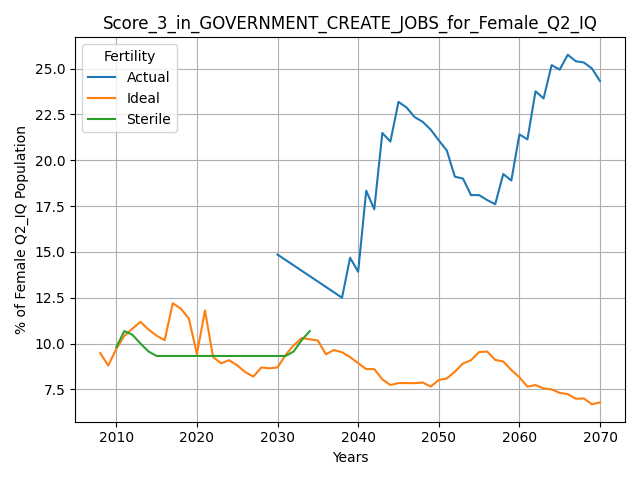 Score_3_in_GOVERNMENT_CREATE_JOBS_for_Female_Q2_IQ
Fertility
Actual
Ideal
Sterile
% of Female Q2_IQ Population
25.0
22.5
20.0
17.5
15.0
12.5
10.0
7.5
2010 2020 2030 2040 2050 2060 2070
Years